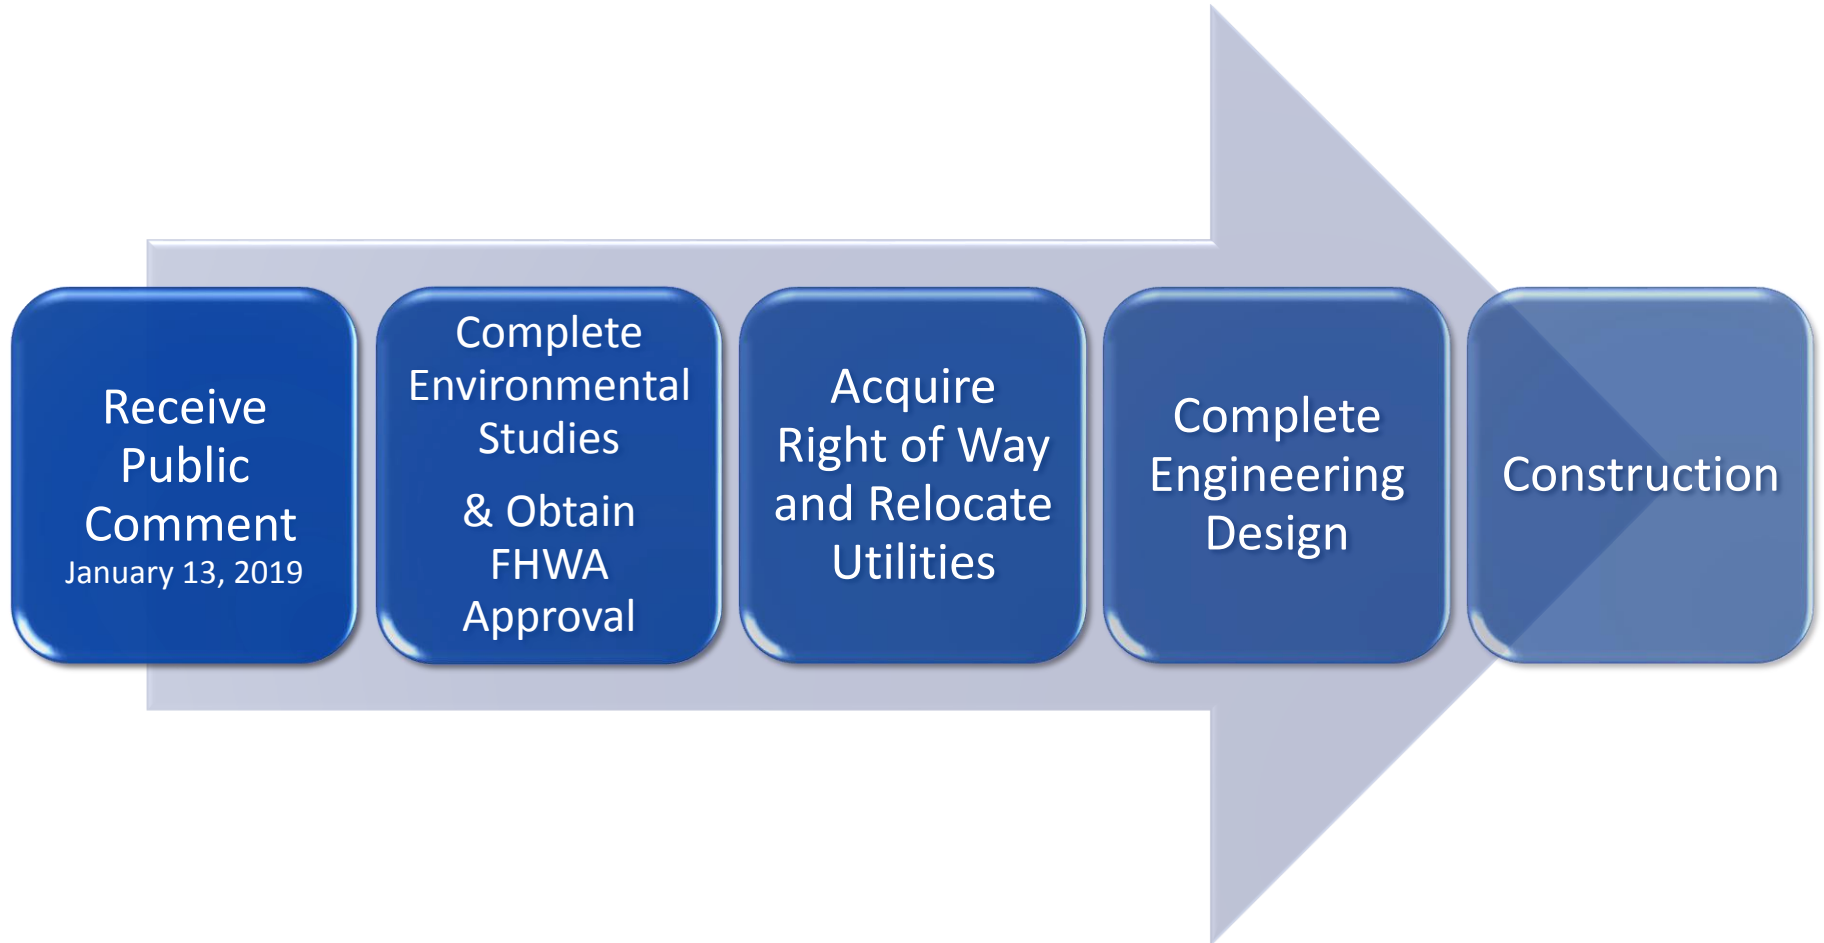 Receive
Public
Comment
January 13, 2019
Complete
Environmental
Studies
& Obtain
FHWA
Approval
Acquire
Right of Way
and Relocate
Utilities
Complete
Engineering
Design
Construction